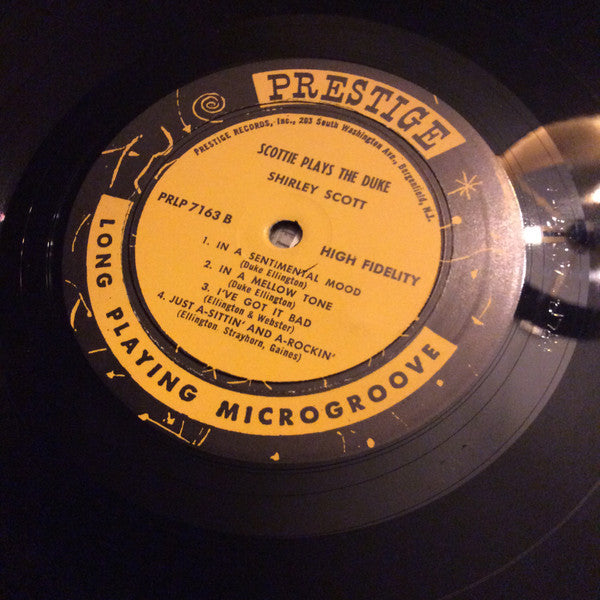 PRESTIGE
PRESTIGE RECORDS, Inc., 203 South Washington Ave., Bergenfield, N.J.
SCOTTIE PLAYS THE DUKE
SHIRLEY SCOTT
PRLP 7163 B
HIGH FIDELITY
1. IN A SENTIMENTAL MOOD
(Duke Ellington)
2. IN A MELLOW TONE
(Duke Ellington)
3. I'VE GOT IT BAD
(Ellington & Webster)
4. JUST A-SITTIN' AND A-ROCKIN'
(Ellington, Strayhorn, Gaines)
LONG PLAYING MICROGROOVE